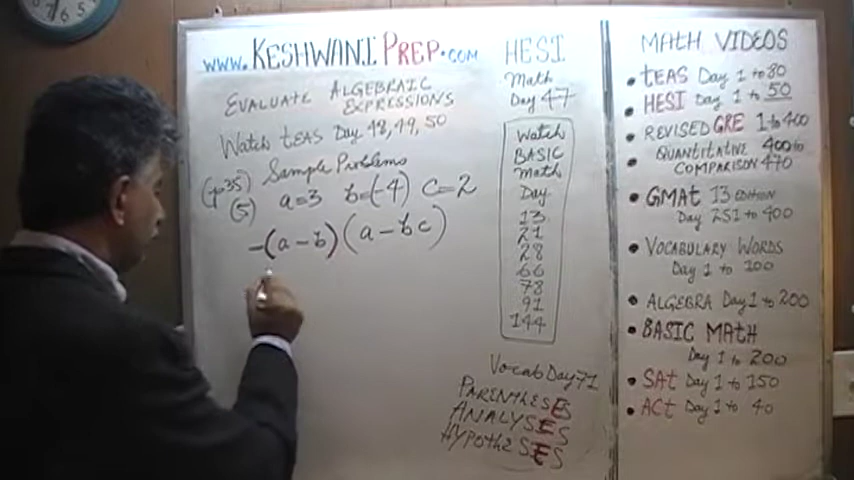 www.KESHWANIPREP.com
EVALUATE ALGEBRAIC
EXPRESSIONS
Watch TEAS Day 48, 49, 50
Sample Problems
(p35)
(5) a=3 b=(-4) c=2
-(a-b)(a-bc)
HESI
Math
Day 47
Watch
BASIC
Math
Day
13
21
28
66
78
91
144
Vocab Day 71
PARENTHESES
ANALYSES
HYPOTHESES
MATH VIDEOS
• TEAS Day 1 to 80
• HESI Day 1 to 50
• REVISED GRE 1 to 400
• QUANTITATIVE 400 to
COMPARISON 470
• GMAT 13 EDITION
Day 251 to 400
• VOCABULARY WORDS
Day 1 to 100
• ALGEBRA Day 1 to 200
• BASIC MATH
Day 1 to 200
• SAT Day 1 to 150
• ACT Day 1 to 40